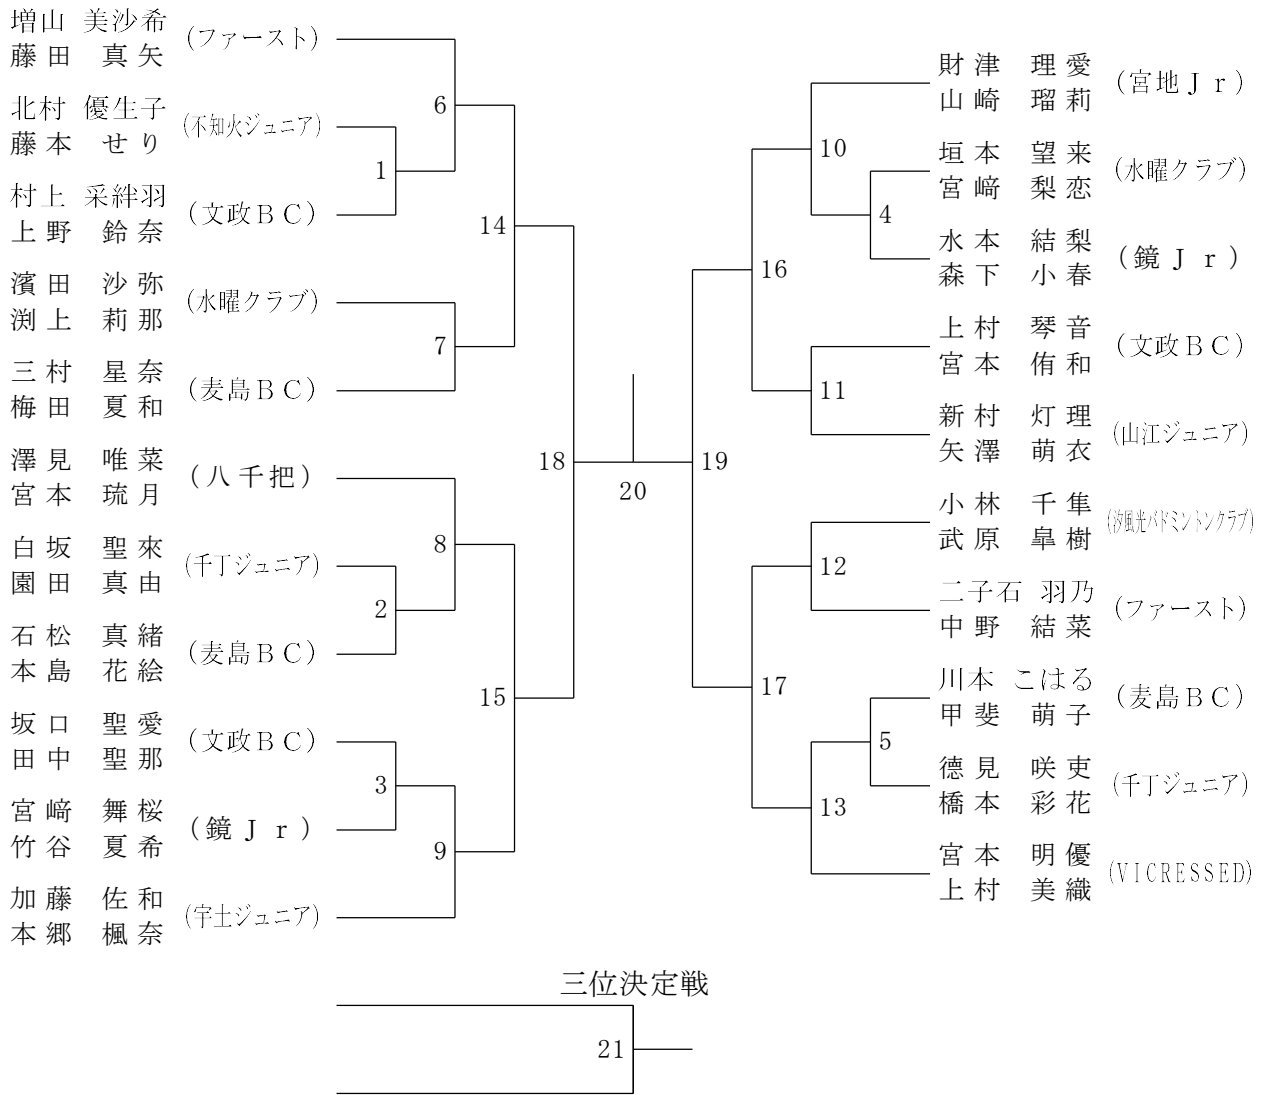 増山 美沙希
藤田 真矢
(ファースト)
北村 優生子
藤本 せり
(不知火ジュニア)
村上 采絆羽
上野 鈴奈
(文政ＢＣ)
濱田 沙弥
渕上 莉那
(水曜クラブ)
三村 星奈
梅田 夏和
(麦島ＢＣ)
澤見 唯菜
宮本 琉月
(八千把)
白坂 聖來
園田 真由
(千丁ジュニア)
石松 真緒
本島 花絵
(麦島ＢＣ)
坂口 聖愛
田中 聖那
(文政ＢＣ)
宮﨑 舞桜
竹谷 夏希
(鏡Ｊｒ)
加藤 佐和
本郷 楓奈
(宇土ジュニア)
6
1
14
7
18
8
2
15
3
9
20
19
10
4
16
11
12
17
5
13
財津 理愛
山崎 瑠莉
(宮地Ｊｒ)
垣本 望来
宮﨑 梨恋
(水曜クラブ)
水本 結梨
森下 小春
(鏡Ｊｒ)
上村 琴音
宮本 侑和
(文政ＢＣ)
新村 灯理
矢澤 萌衣
(山江ジュニア)
小林 千隼
武原 皐樹
(汐風光バドミントンクラブ)
二子石 羽乃
中野 結菜
(ファースト)
川本 こはる
甲斐 萌子
(麦島ＢＣ)
德見 咲吏
橋本 彩花
(千丁ジュニア)
宮本 明優
上村 美織
(VICRESSED)
三位決定戦
21